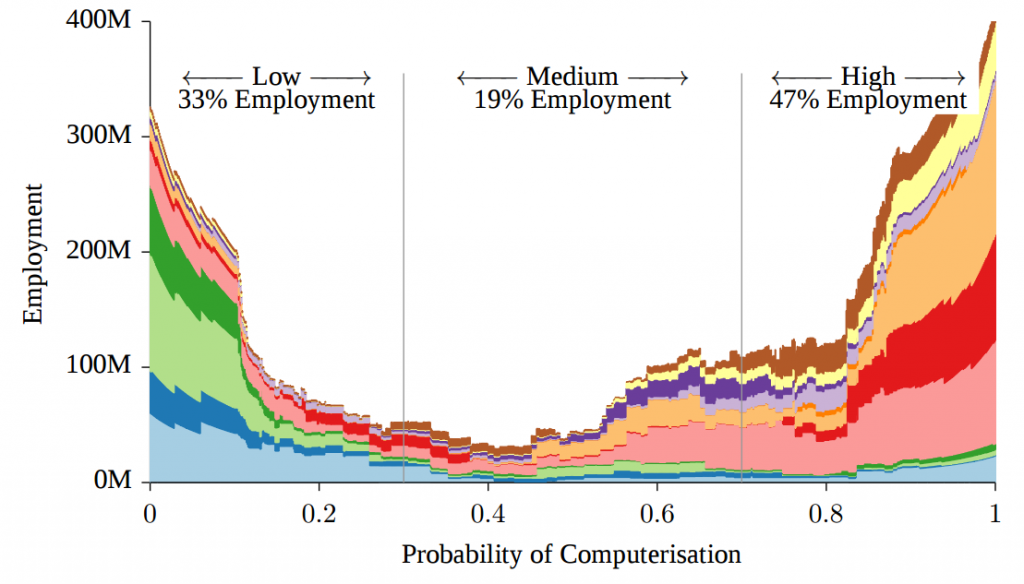 400M
300M
200M
100M
0M
Employment
Low
33% Employment
Medium
19% Employment
High
47% Employment
0
0.2
0.4
0.6
0.8
1
Probability of Computerisation